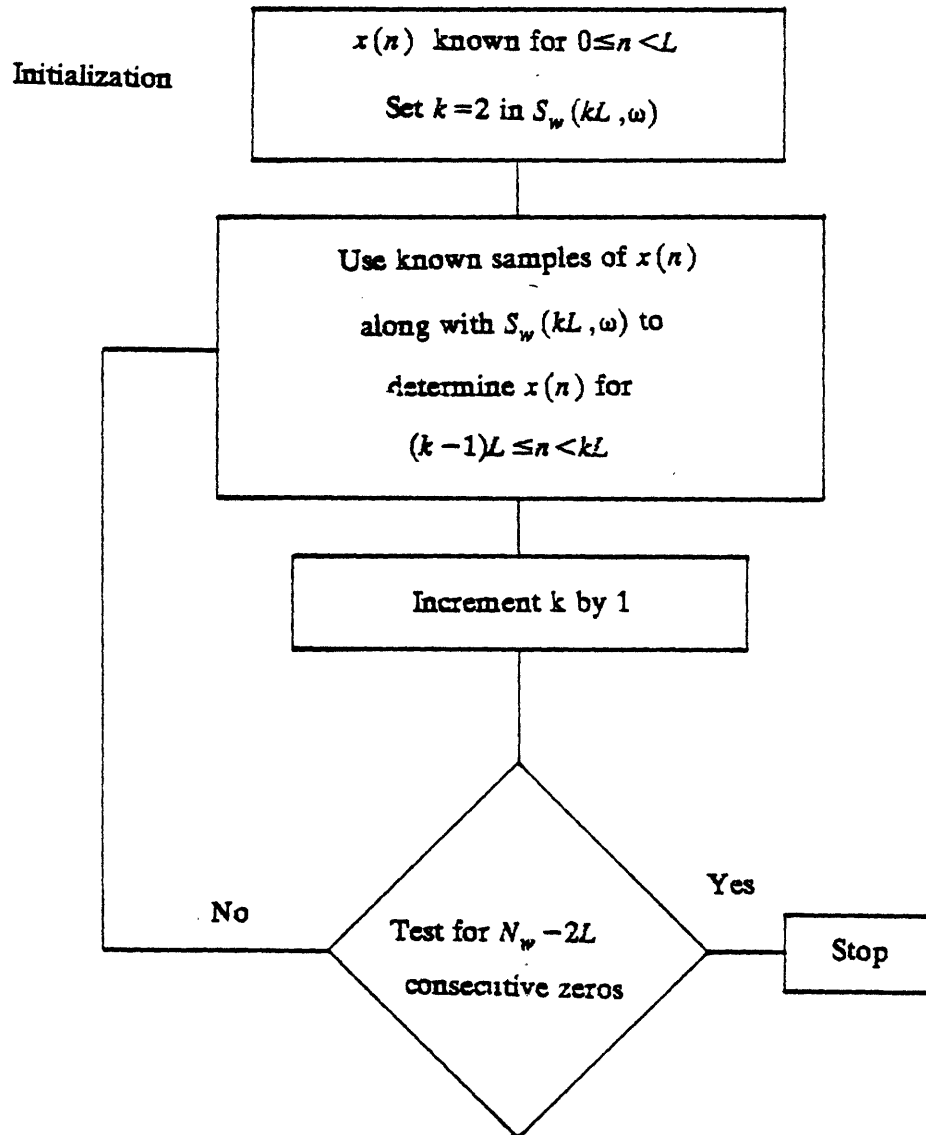 Initialization
x(n) known for 0≤n<L
Set k=2 in S_w(kL,ω)
Use known samples of x(n)
along with S_w(kL,ω) to
determine x(n) for
(k−1)L≤n<kL
Increment k by 1
No
Test for N_w−2L
consecutive zeros
Yes
Stop